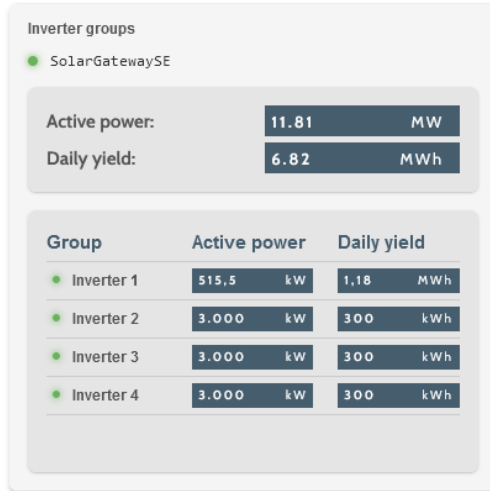 Inverter groups
SolarGatewaySE
Active power: 11.81 MW
Daily yield: 6.82 MWh
Group Active power Daily yield
Inverter 1 515,5 kW 1,18 MWh
Inverter 2 3.000 kW 300 kWh
Inverter 3 3.000 kW 300 kWh
Inverter 4 3.000 kW 300 kWh